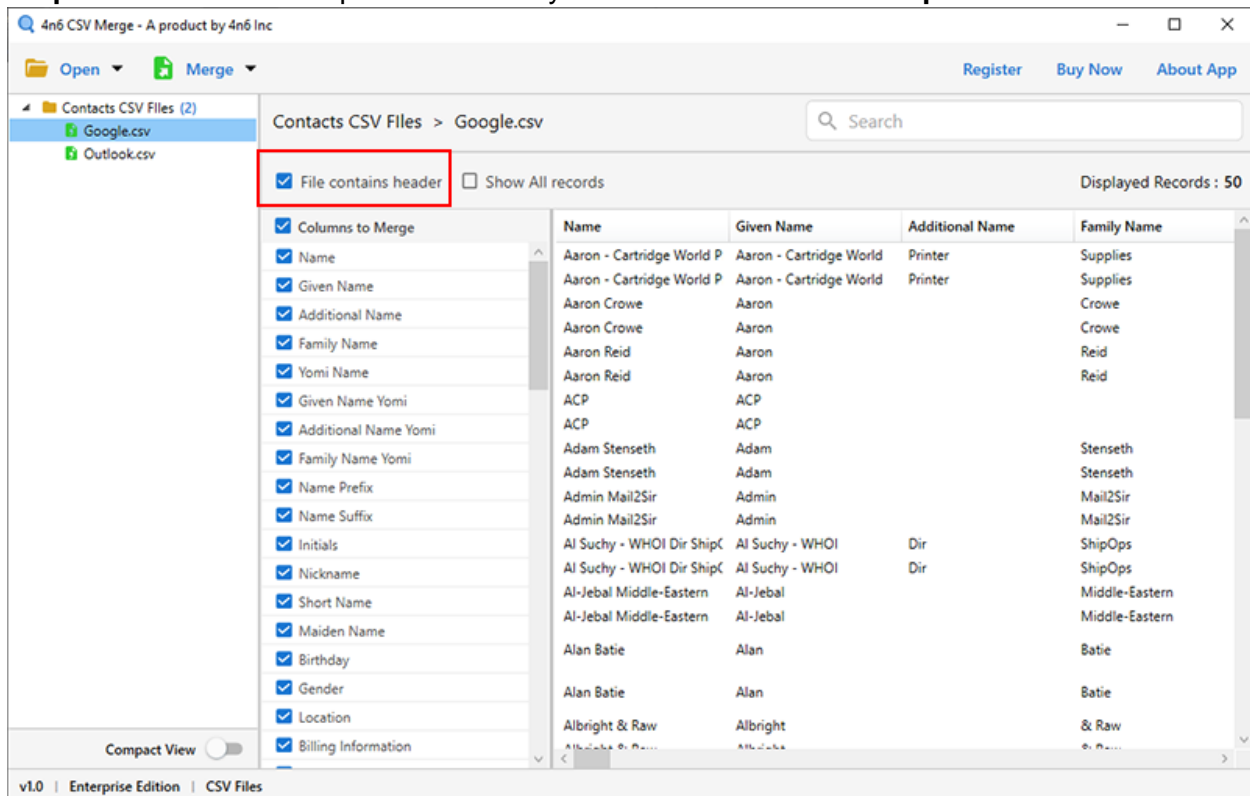 4n6 CSV Merge - A product by 4n6 Inc
Open Merge Register Buy Now About App
Contacts CSV FIles (2)
Google.csv
Outlook.csv
Contacts CSV FIles > Google.csv Search
File contains header Show All records Displayed Records : 50
Columns to Merge
Name
Given Name
Additional Name
Family Name
Yomi Name
Given Name Yomi
Additional Name Yomi
Family Name Yomi
Name Prefix
Name Suffix
Initials
Nickname
Short Name
Maiden Name
Birthday
Gender
Location
Billing Information
Name Given Name Additional Name Family Name
Aaron - Cartridge World P Aaron - Cartridge World Printer Supplies
Aaron - Cartridge World P Aaron - Cartridge World Printer Supplies
Aaron Crowe Aaron Crowe
Aaron Crowe Aaron Crowe
Aaron Reid Aaron Reid
Aaron Reid Aaron Reid
ACP ACP
ACP ACP
Adam Stenseth Adam Stenseth
Adam Stenseth Adam Stenseth
Admin Mail2Sir Admin Mail2Sir
Admin Mail2Sir Admin Mail2Sir
Al Suchy - WHOI Dir Ship Al Suchy - WHOI Dir ShipOps
Al Suchy - WHOI Dir Ship Al Suchy - WHOI Dir ShipOps
Al-Jebal Middle-Eastern Al-Jebal Middle-Eastern
Al-Jebal Middle-Eastern Al-Jebal Middle-Eastern
Alan Batie Alan Batie
Alan Batie Alan Batie
Albright & Raw Albright & Raw
Compact View
v1.0 | Enterprise Edition | CSV Files